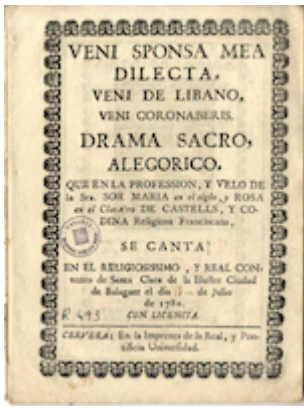 VENI SPONSA MEA
DILECTA,
VENI DE LIBANO,
VENI CORONABERIS.
DRAMA SACRO,
ALEGORICO,
QUE EN LA PROFESSION, Y VELO DE
la Sra. SOR MARIA en el siglo, y ROSA
en el Claustro DE CASTELLS, Y CO-
DINA Religiosa Franciscana,
SE CANTA:
EN EL RELIGIOSISSIMO, Y REAL CON-
vento de Santa Clara de la Illustre Ciudad
de Balaguer el dia de Julio
de 1782.
R 493 CON LICENCIA
CERVERA: En la Imprenta de la Real, y Pon-
tificia Universidad.